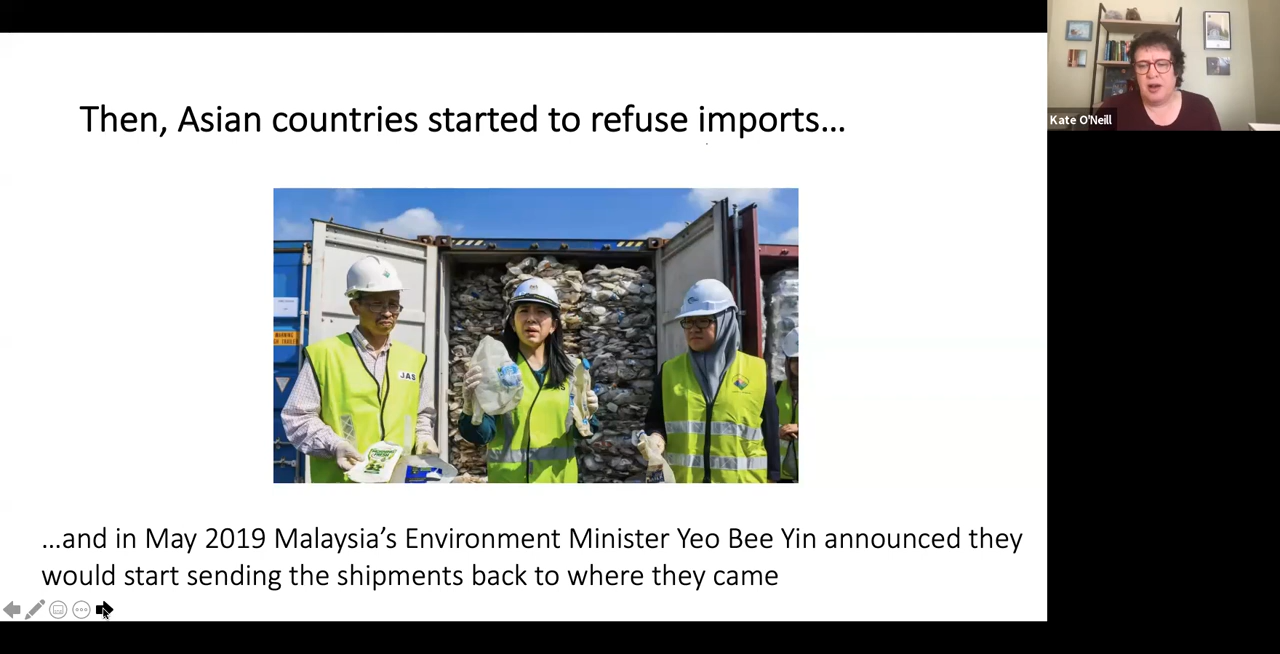 Then, Asian countries started to refuse imports...
Kate O'Neill
JAS
...and in May 2019 Malaysia's Environment Minister Yeo Bee Yin announced they
would start sending the shipments back to where they came